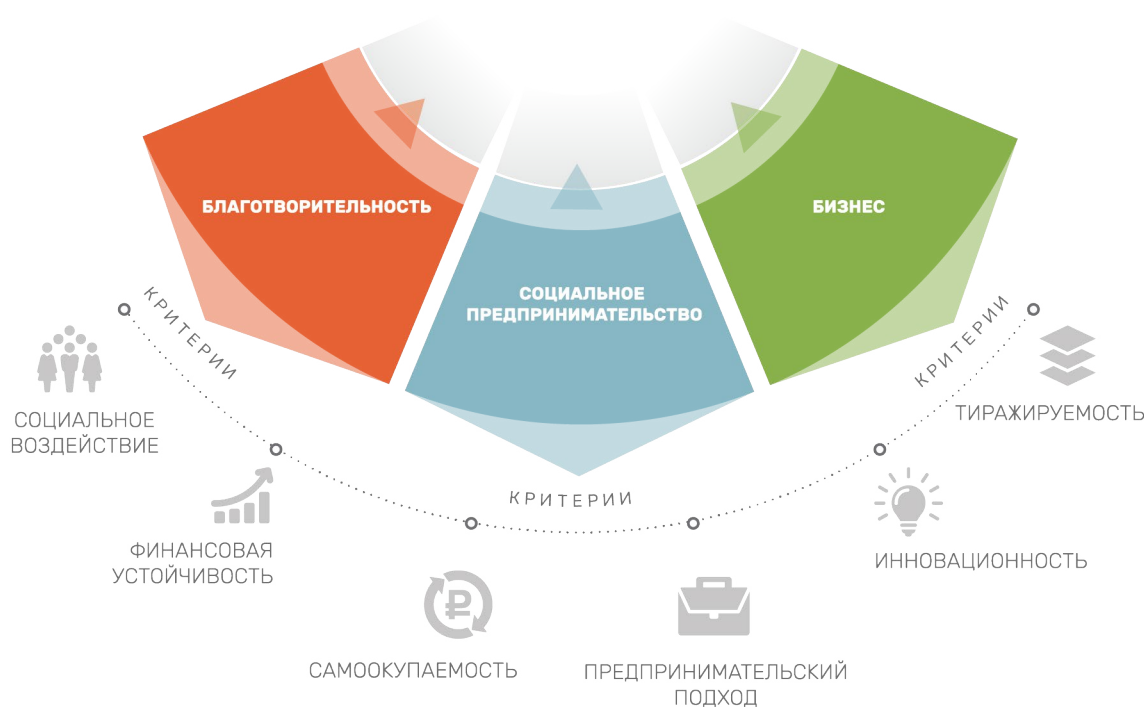 БЛАГОТВОРИТЕЛЬНОСТЬ
СОЦИАЛЬНОЕ
ПРЕДПРИНИМАТЕЛЬСТВО
БИЗНЕС
КРИТЕРИИ
КРИТЕРИИ
КРИТЕРИИ
СОЦИАЛЬНОЕ
ВОЗДЕЙСТВИЕ
ФИНАНСОВАЯ
УСТОЙЧИВОСТЬ
САМООКУПАЕМОСТЬ
ПРЕДПРИНИМАТЕЛЬСКИЙ
ПОДХОД
ИННОВАЦИОННОСТЬ
ТИРАЖИРУЕМОСТЬ